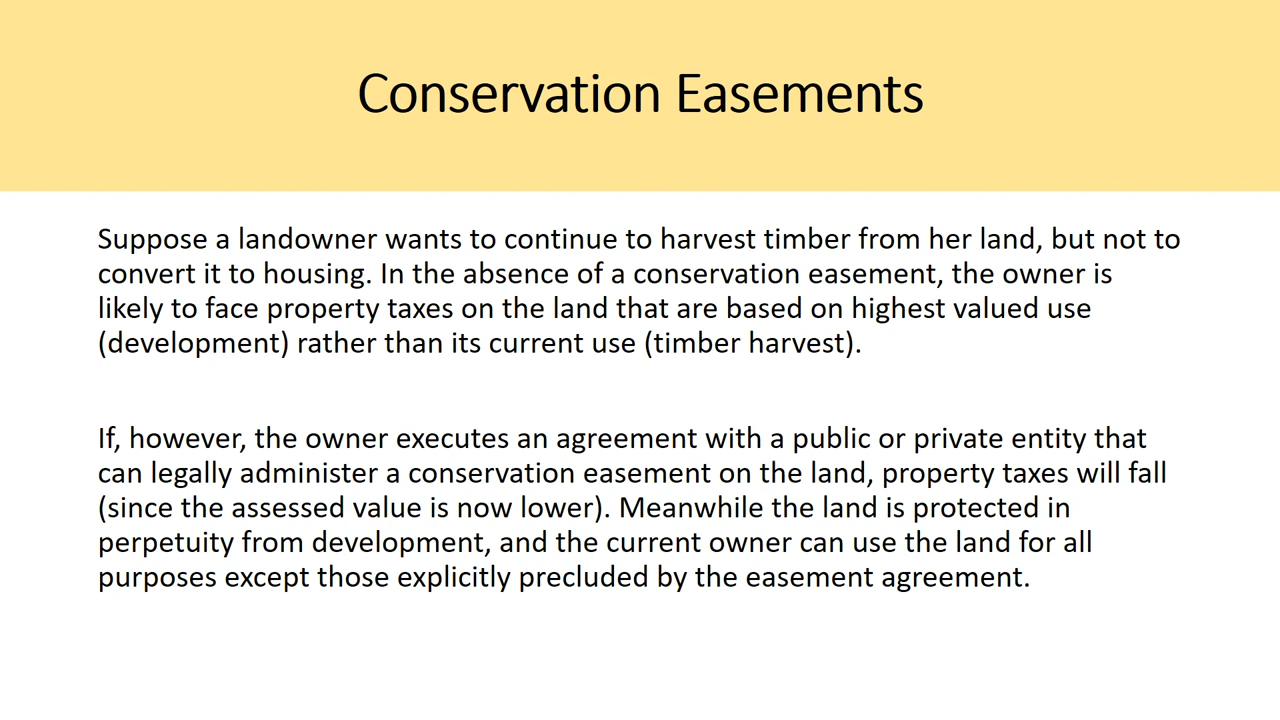 Conservation Easements
Suppose a landowner wants to continue to harvest timber from her land, but not to
convert it to housing. In the absence of a conservation easement, the owner is
likely to face property taxes on the land that are based on highest valued use
(development) rather than its current use (timber harvest).
If, however, the owner executes an agreement with a public or private entity that
can legally administer a conservation easement on the land, property taxes will fall
(since the assessed value is now lower). Meanwhile the land is protected in
perpetuity from development, and the current owner can use the land for all
purposes except those explicitly precluded by the easement agreement.